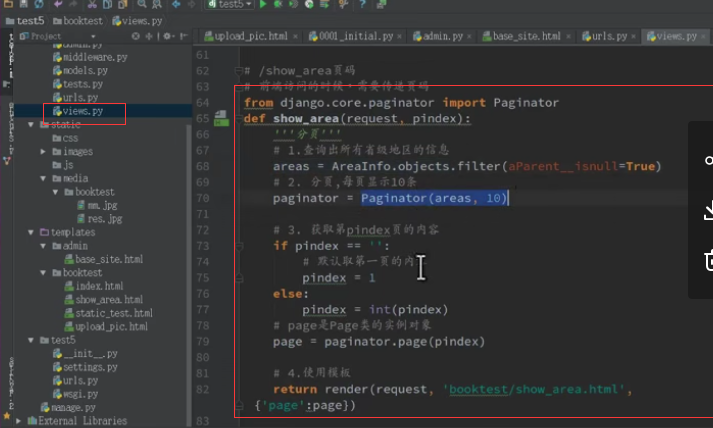 test5
test5 booktest views.py
Project
upload_pic.html 0001_initial.py admin.py base_site.html urls.py views.py
admin.py
middleware.py
models.py
tests.py
urls.py
views.py
static
css
images
js
media
booktest
mm.jpg
res.jpg
templates
admin
base_site.html
booktest
index.html
show_area.html
static_test.html
upload_pic.html
test5
__init__.py
settings.py
urls.py
wsgi.py
manage.py
External Libraries
61
62 # /show_area页码
63 # 前端访问的时候，需要传递页码
64 from django.core.paginator import Paginator
65 def show_area(request, pindex):
66 '''分页'''
67 # 1.查询出所有省级地区的信息
68 areas = AreaInfo.objects.filter(aParent__isnull=True)
69 # 2. 分页,每页显示10条
70 paginator = Paginator(areas, 10)
71
72 # 3. 获取第pindex页的内容
73 if pindex == '':
74 # 默认取第一页的内
75 pindex = 1
76 else:
77 pindex = int(pindex)
78 # page是Page类的实例对象
79 page = paginator.page(pindex)
80
81 # 4.使用模板
82 return render(request, 'booktest/show_area.html',
{'page':page})
83